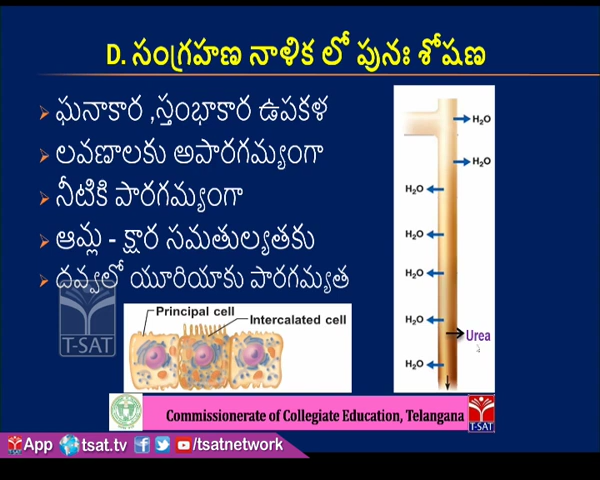 D. సంగ్రహణ నాళిక లో పునః శోషణ
ఘనాకార ,స్తంభాకార ఉపకళ
లవణాలకు అపారగమ్యంగా
నీటికి పారగమ్యంగా
ఆమ్ల - క్షార సమతుల్యతకు
దవ్వలో యూరియాకు పారగమ్యత
H₂O
H₂O
H₂O
H₂O
H₂O
H₂O
Urea
H₂O
Principal cell
Intercalated cell
T-SAT
Commissionerate of Collegiate Education, Telangana
T-SAT
App tsat.tv /tsatnetwork